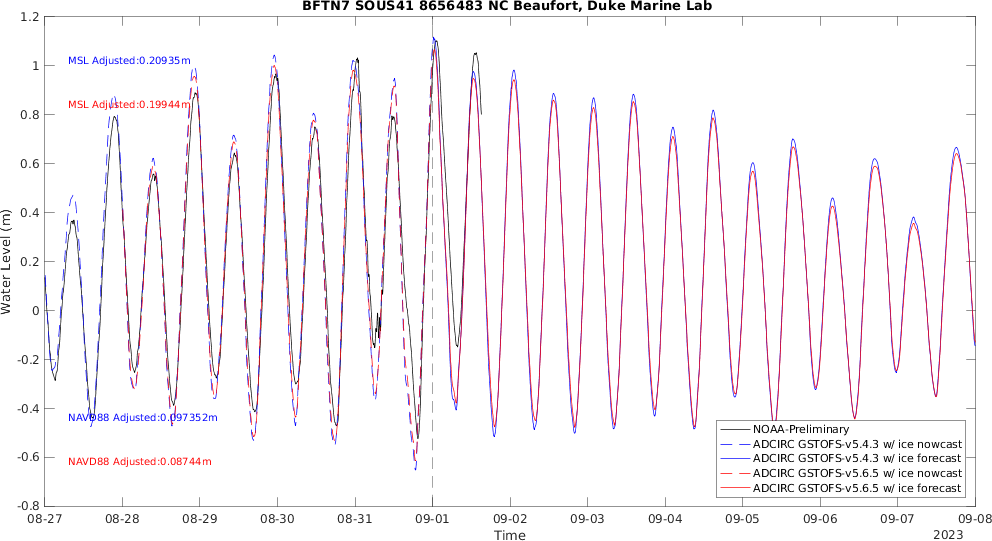 BFTN7 SOUS41 8656483 NC Beaufort, Duke Marine Lab
1.2
1
0.8
0.6
0.4
0.2
0
-0.2
-0.4
-0.6
-0.8
Water Level (m)
MSL Adjusted:0.20935m
MSL Adjusted:0.19944m
NAVD88 Adjusted:0.097352m
NAVD88 Adjusted:0.08744m
NOAA-Preliminary
ADCIRC GSTOFS-v5.4.3 w/ ice nowcast
ADCIRC GSTOFS-v5.4.3 w/ ice forecast
ADCIRC GSTOFS-v5.6.5 w/ ice nowcast
ADCIRC GSTOFS-v5.6.5 w/ ice forecast
08-27 08-28 08-29 08-30 08-31 09-01 09-02 09-03 09-04 09-05 09-06 09-07 09-08
Time
2023